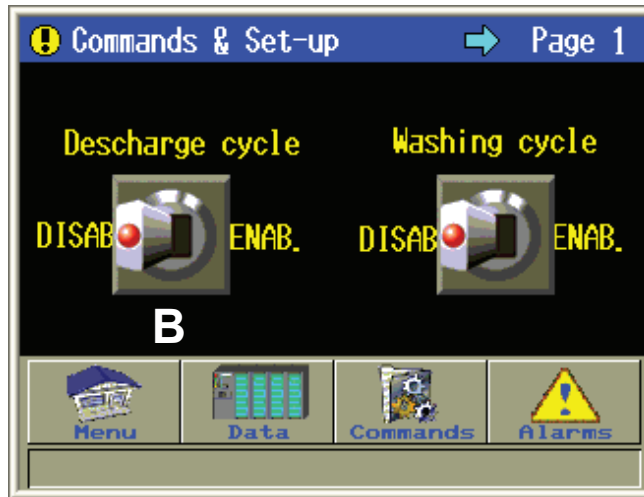 Commands & Set-up Page 1
Descharge cycle Washing cycle
DISAB ENAB. DISAB ENAB.
B
Menu Data Commands Alarms